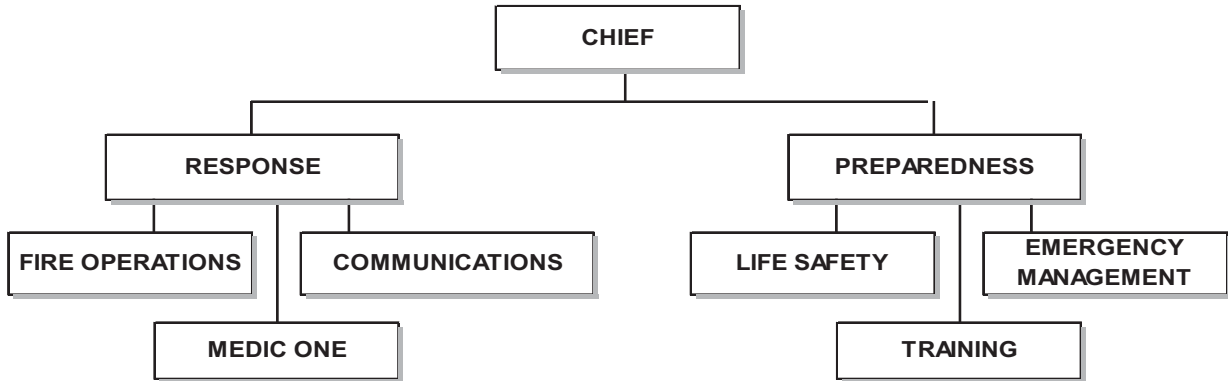 CHIEF
RESPONSE
PREPAREDNESS
FIRE OPERATIONS
COMMUNICATIONS
LIFE SAFETY
EMERGENCY
MANAGEMENT
MEDIC ONE
TRAINING